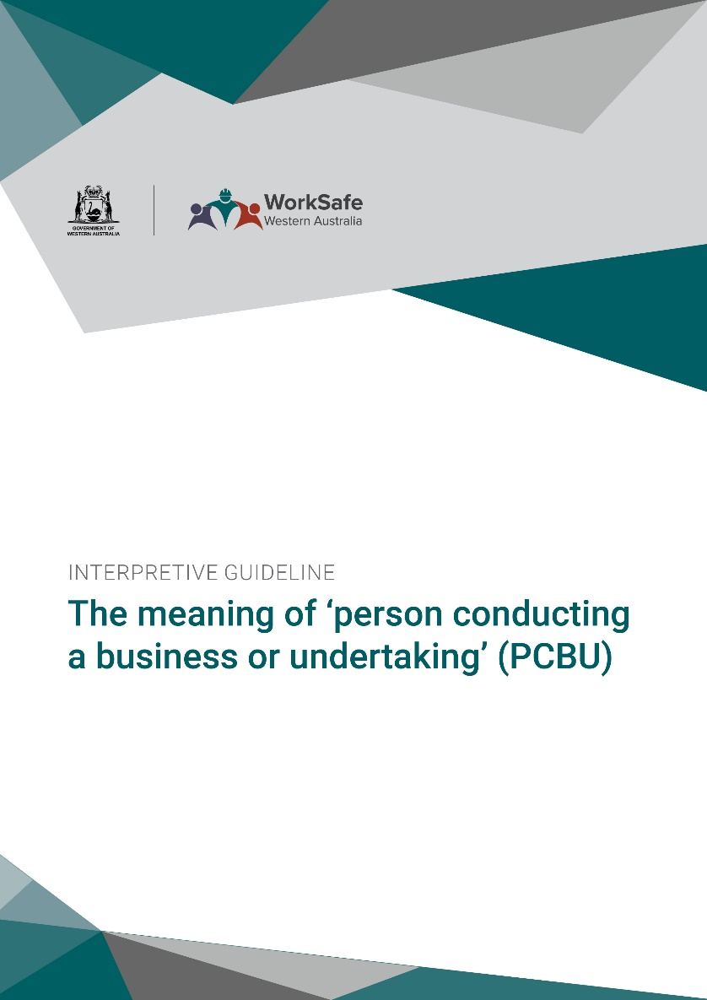 GOVERNMENT OF
WESTERN AUSTRALIA
WorkSafe
Western Australia
INTERPRETIVE GUIDELINE
The meaning of ‘person conducting
a business or undertaking’ (PCBU)